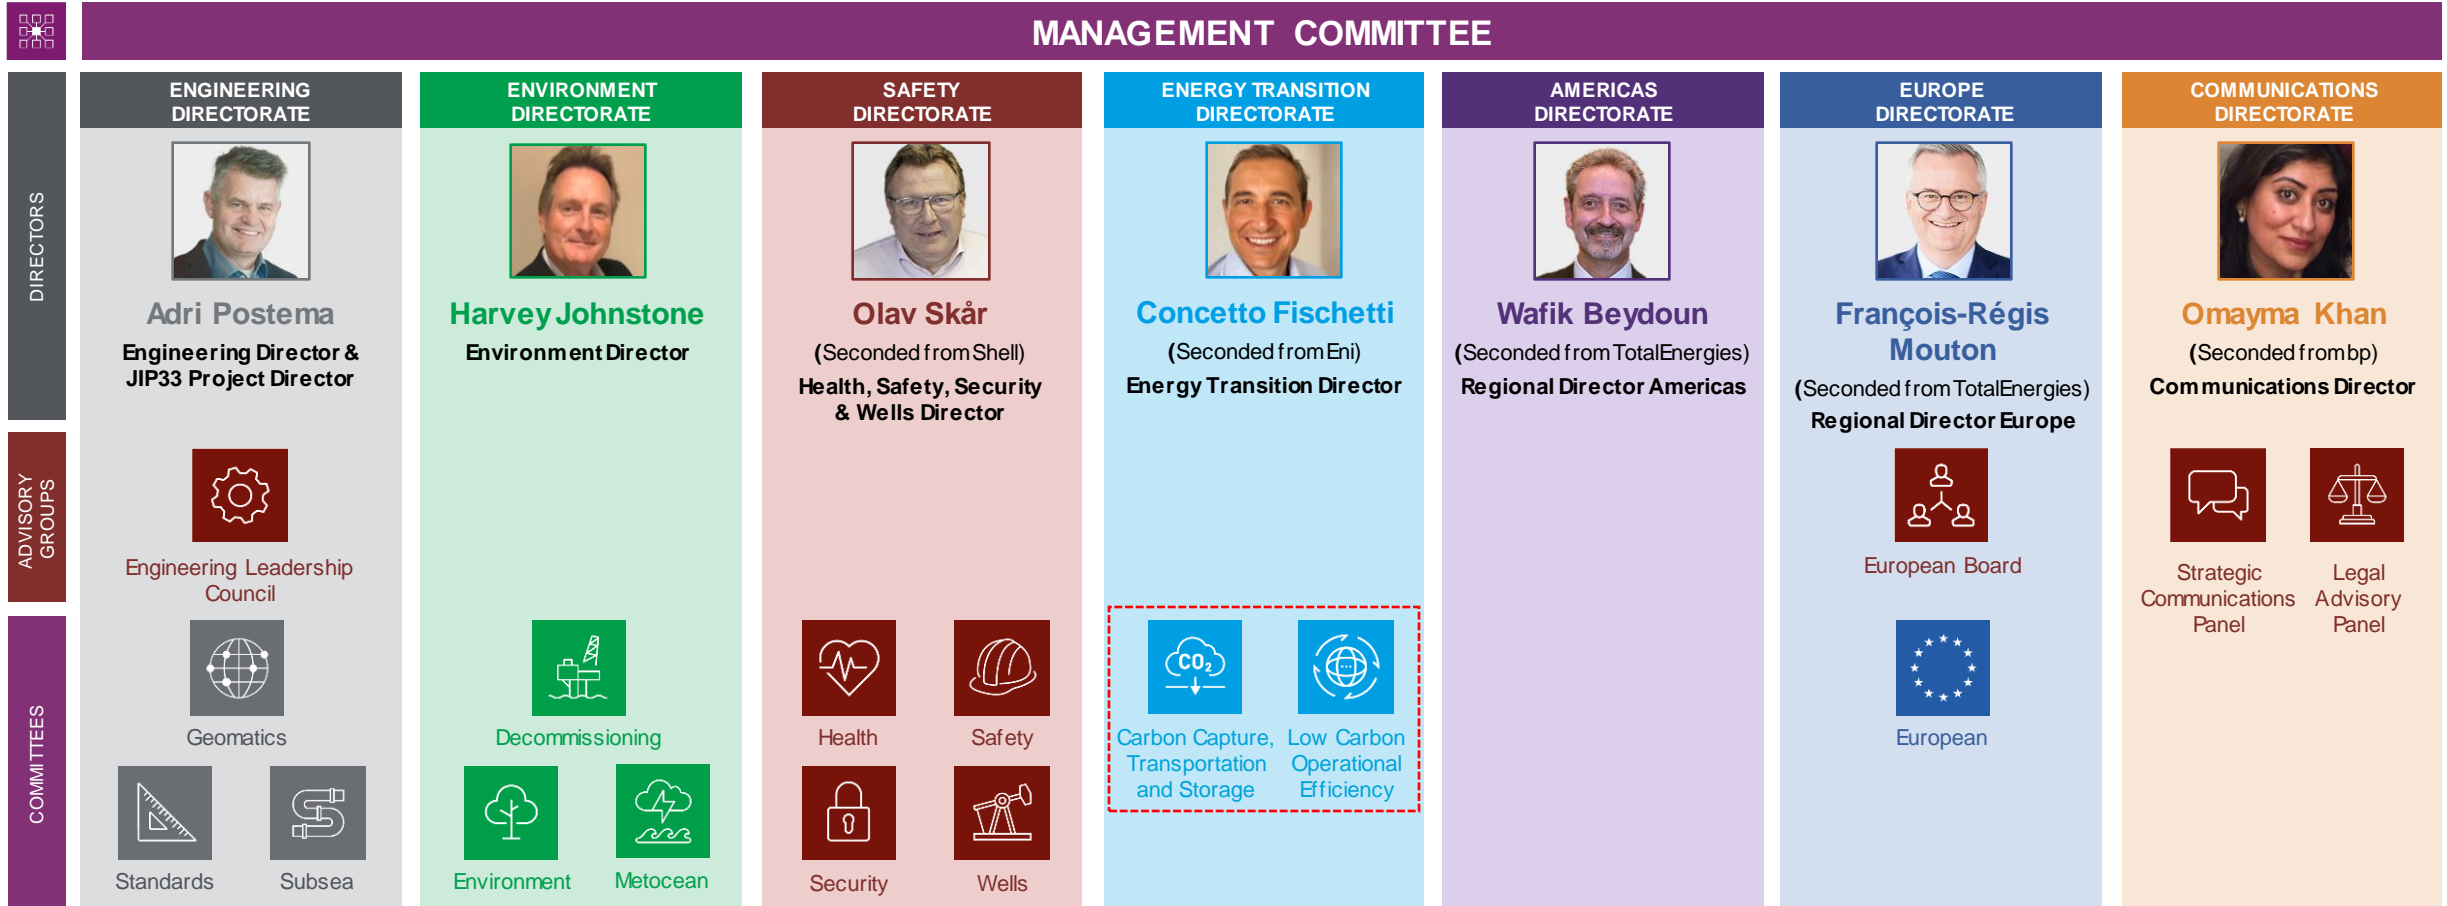 MANAGEMENT COMMITTEE
DIRECTORS
ADVISORY
GROUPS
COMMITTEES
ENGINEERING
DIRECTORATE
Adri Postema
Engineering Director &
JIP33 Project Director
Engineering Leadership
Council
Geomatics
Standards
Subsea
ENVIRONMENT
DIRECTORATE
Harvey Johnstone
Environment Director
Decommissioning
Environment
Metocean
SAFETY
DIRECTORATE
Olav Skår
(Seconded from Shell)
Health, Safety, Security
& Wells Director
Health
Safety
Security
Wells
ENERGY TRANSITION
DIRECTORATE
Concetto Fischetti
(Seconded from Eni)
Energy Transition Director
CO₂
Carbon Capture,
Transportation
and Storage
Low Carbon
Operational
Efficiency
AMERICAS
DIRECTORATE
Wafik Beydoun
(Seconded from TotalEnergies)
Regional Director Americas
EUROPE
DIRECTORATE
François-Régis
Mouton
(Seconded from TotalEnergies)
Regional Director Europe
European Board
European
COMMUNICATIONS
DIRECTORATE
Omayma Khan
(Seconded from bp)
Communications Director
Strategic
Communications
Panel
Legal
Advisory
Panel